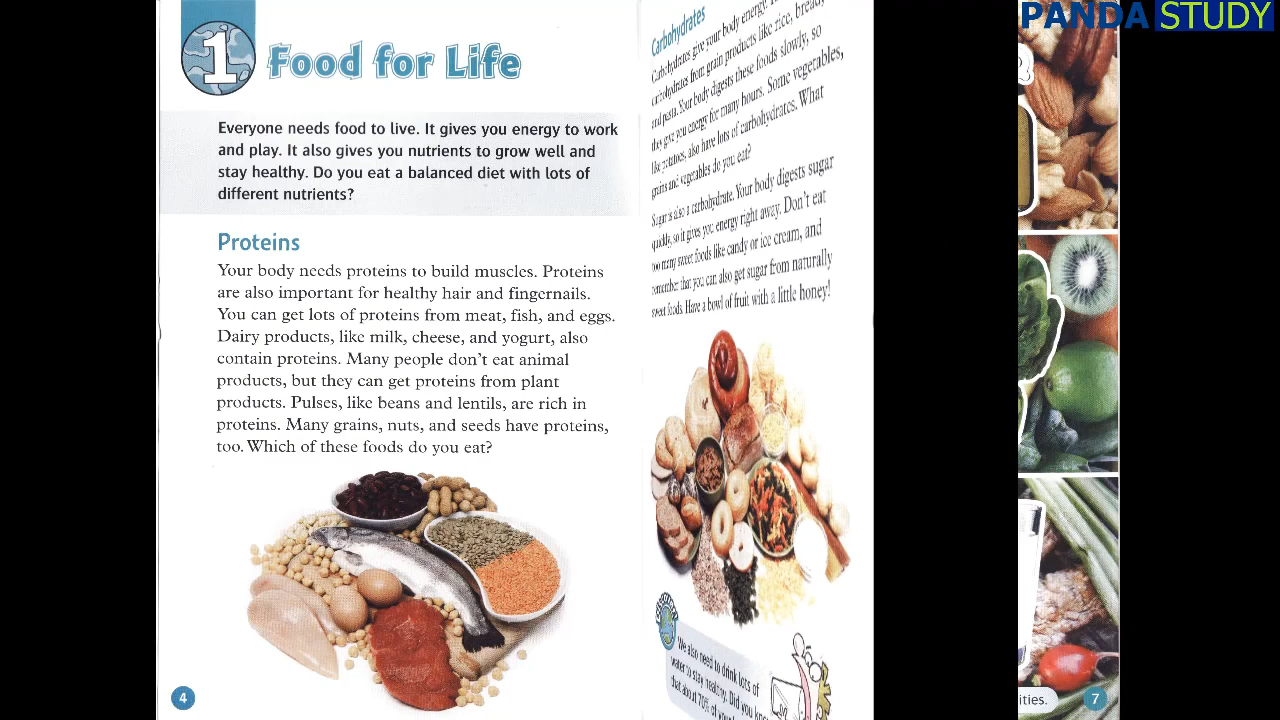 PANDA STUDY
1 Food for Life
Everyone needs food to live. It gives you energy to work
and play. It also gives you nutrients to grow well and
stay healthy. Do you eat a balanced diet with lots of
different nutrients?
Proteins
Your body needs proteins to build muscles. Proteins
are also important for healthy hair and fingernails.
You can get lots of proteins from meat, fish, and eggs.
Dairy products, like milk, cheese, and yogurt, also
contain proteins. Many people don't eat animal
products, but they can get proteins from plant
products. Pulses, like beans and lentils, are rich in
proteins. Many grains, nuts, and seeds have proteins,
too. Which of these foods do you eat?
4
Carbohydrates
Carbohydrates give your body energy.
carbohydrates from grain products like rice, bread,
and pasta. Your body digests these foods slowly, so
they give you energy for many hours. Some vegetables,
like potatoes, also have lots of carbohydrates. What
grains and vegetables do you eat?
Sugar is also a carbohydrate. Your body digests sugar
quickly, so it gives you energy right away. Don't eat
too many sweet foods like candy or ice cream, and
remember that you can also get sugar from naturally
sweet foods. Have a bowl of fruit with a little honey!
We also need to drink lots of
water to stay healthy. Did you
that about 70% of
ities.
7